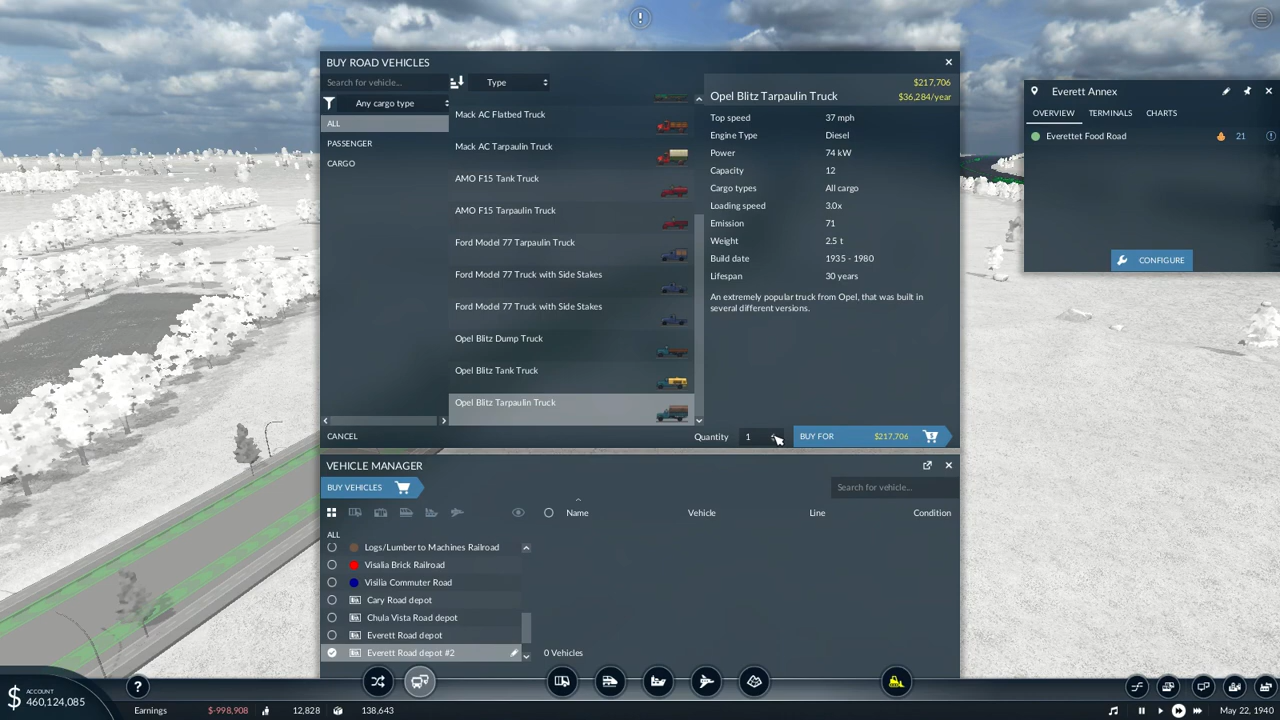 BUY ROAD VEHICLES
Search for vehicle...
Type
Any cargo type
ALL
PASSENGER
CARGO
Mack AC Flatbed Truck
Mack AC Tarpaulin Truck
AMO F15 Tank Truck
AMO F15 Tarpaulin Truck
Ford Model 77 Tarpaulin Truck
Ford Model 77 Truck with Side Stakes
Ford Model 77 Truck with Side Stakes
Opel Blitz Dump Truck
Opel Blitz Tank Truck
Opel Blitz Tarpaulin Truck
$217,706
Opel Blitz Tarpaulin Truck
$36,284/year
Top speed 37 mph
Engine Type Diesel
Power 74 kW
Capacity 12
Cargo types All cargo
Loading speed 3.0x
Emission 71
Weight 2.5 t
Build date 1935 - 1980
Lifespan 30 years
An extremely popular truck from Opel, that was built in
several different versions.
CANCEL
Quantity 1
BUY FOR $217,706
Everett Annex
OVERVIEW TERMINALS CHARTS
Everettet Food Road 21
CONFIGURE
VEHICLE MANAGER
BUY VEHICLES
Search for vehicle...
Name Vehicle Line Condition
ALL
Logs/Lumber to Machines Railroad
Visalia Brick Railroad
Visilia Commuter Road
Cary Road depot
Chula Vista Road depot
Everett Road depot
Everett Road depot #2
0 Vehicles
$ ACCOUNT
460,124,085
?
Earnings $-998,908 12,828 138,643
May 22, 1940